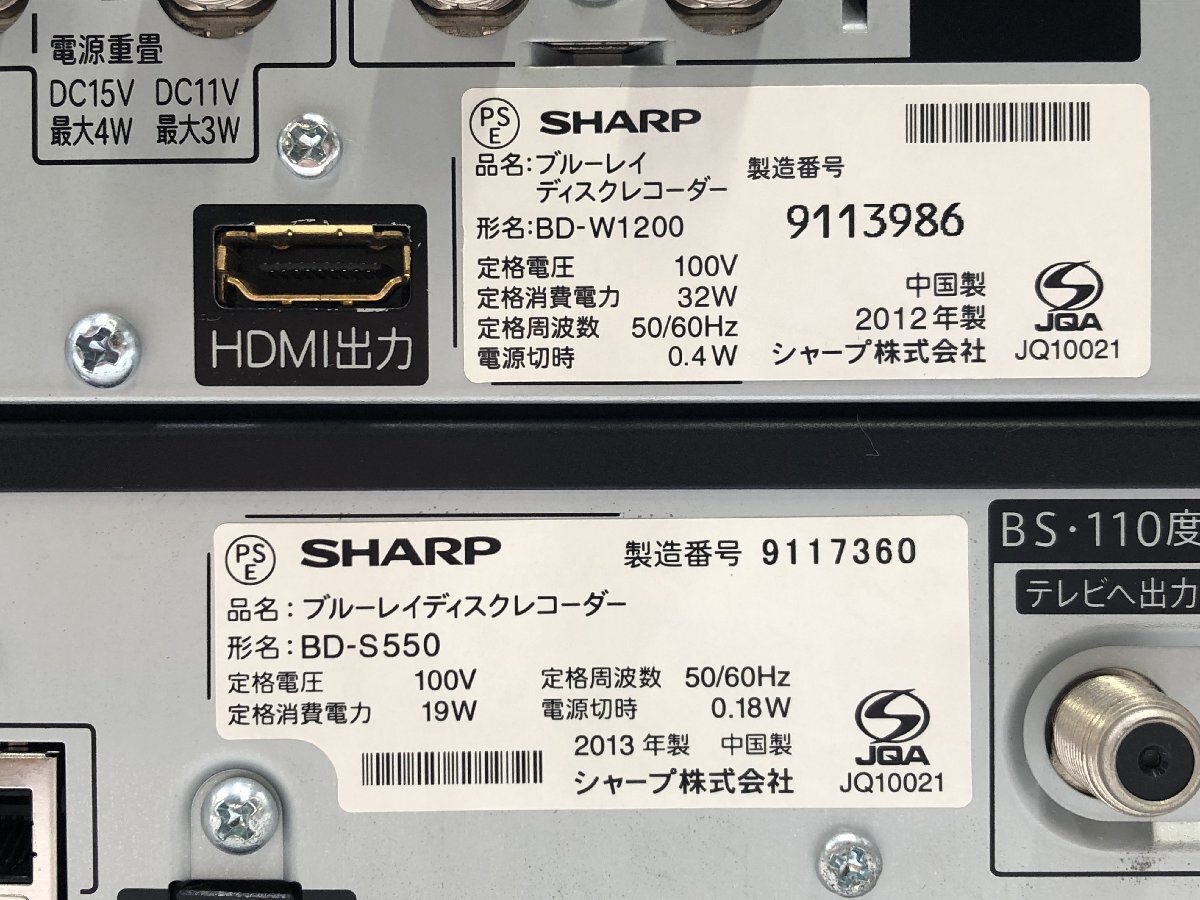 電源重畳
DC15V DC11V
最大4W 最大3W
HDMI出力
PS
E
SHARP
品名:ブルーレイ
ディスクレコーダー
製造番号
9113986
形名:BD-W1200
定格電圧 100V
定格消費電力 32W
定格周波数 50/60Hz
電源切時 0.4W
中国製
2012年製
シャープ株式会社
JQA
JQ10021
PS
E
SHARP
製造番号 9117360
品名:ブルーレイディスクレコーダー
形名:BD-S550
定格電圧 100V 定格周波数 50/60Hz
定格消費電力 19W 電源切時 0.18W
2013年製 中国製
シャープ株式会社
JQA
JQ10021
BS・110度
テレビへ出力